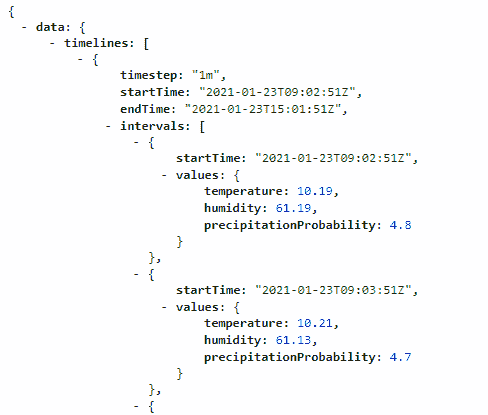 {
- data: {
- timelines: [
- {
timestep: "1m",
startTime: "2021-01-23T09:02:51Z",
endTime: "2021-01-23T15:01:51Z",
- intervals: [
- {
startTime: "2021-01-23T09:02:51Z",
- values: {
temperature: 10.19,
humidity: 61.19,
precipitationProbability: 4.8
}
},
- {
startTime: "2021-01-23T09:03:51Z",
- values: {
temperature: 10.21,
humidity: 61.13,
precipitationProbability: 4.7
}
},
- {